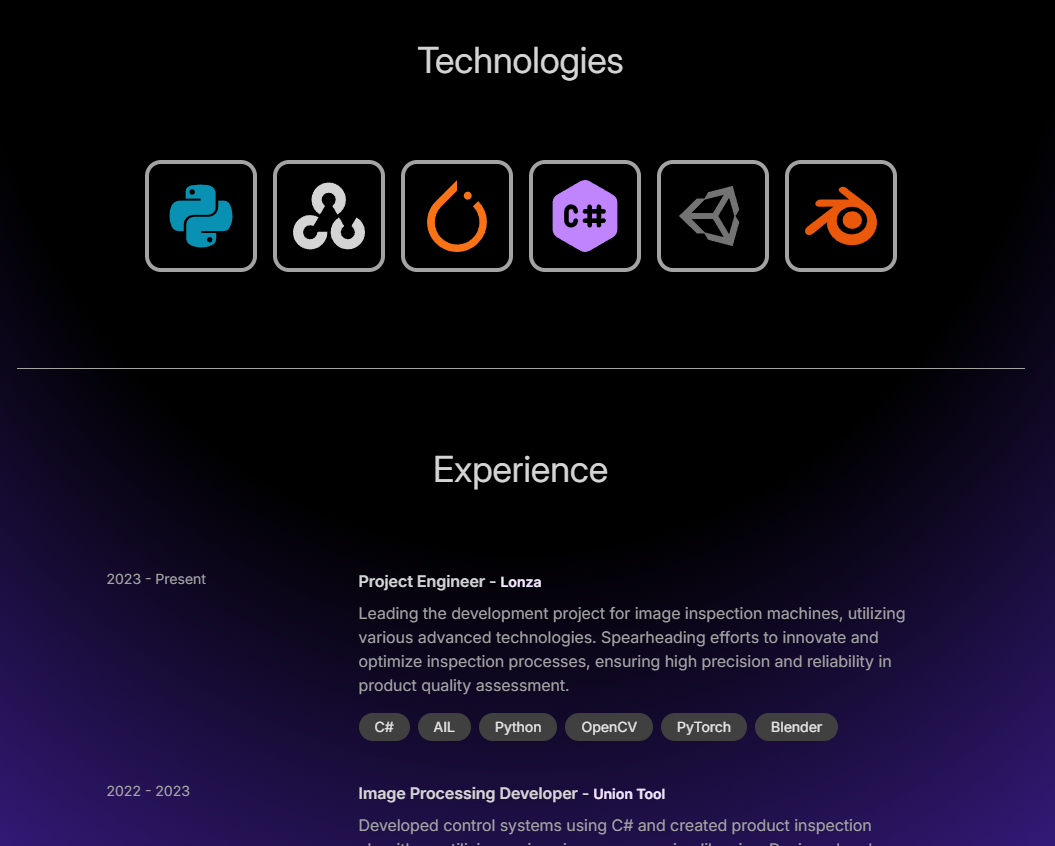 Technologies
C#
Experience
2023 - Present
Project Engineer - Lonza
Leading the development project for image inspection machines, utilizing
various advanced technologies. Spearheading efforts to innovate and
optimize inspection processes, ensuring high precision and reliability in
product quality assessment.
C# AIL Python OpenCV PyTorch Blender
2022 - 2023
Image Processing Developer - Union Tool
Developed control systems using C# and created product inspection